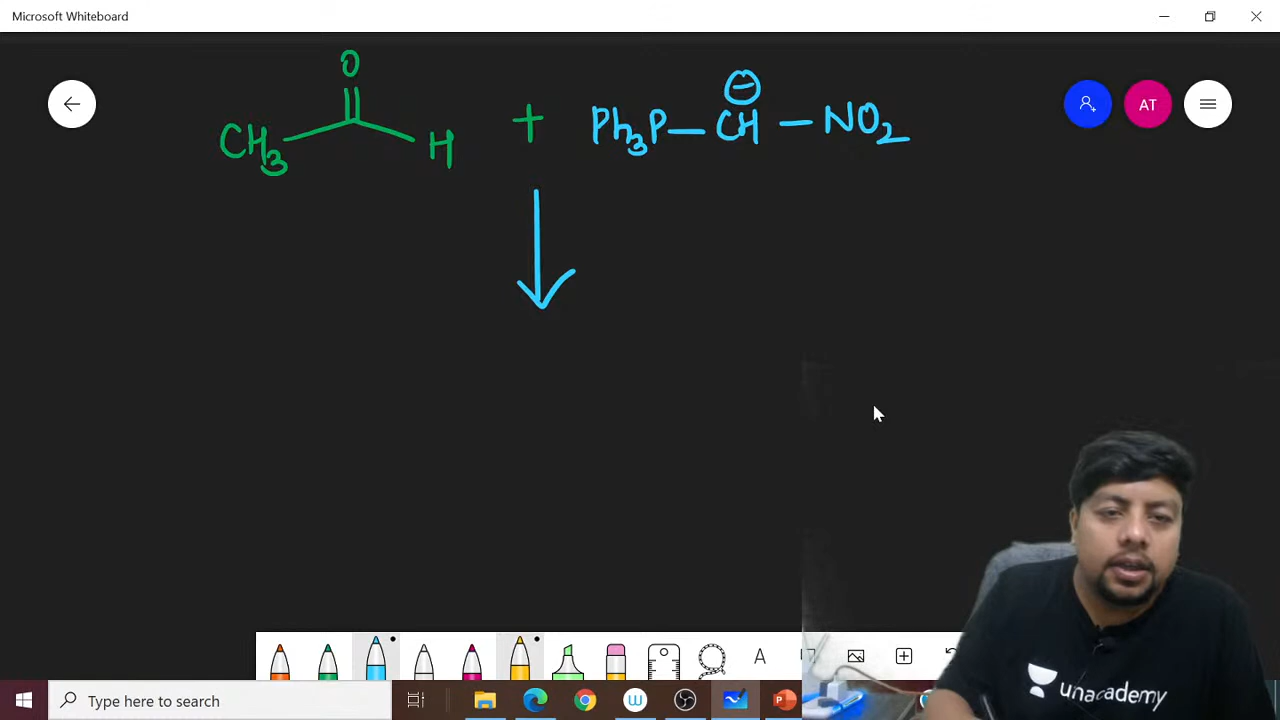 Microsoft Whiteboard
O
CH3 H + Ph3P — CH — NO2
⊖
AT
A
unacademy
Type here to search